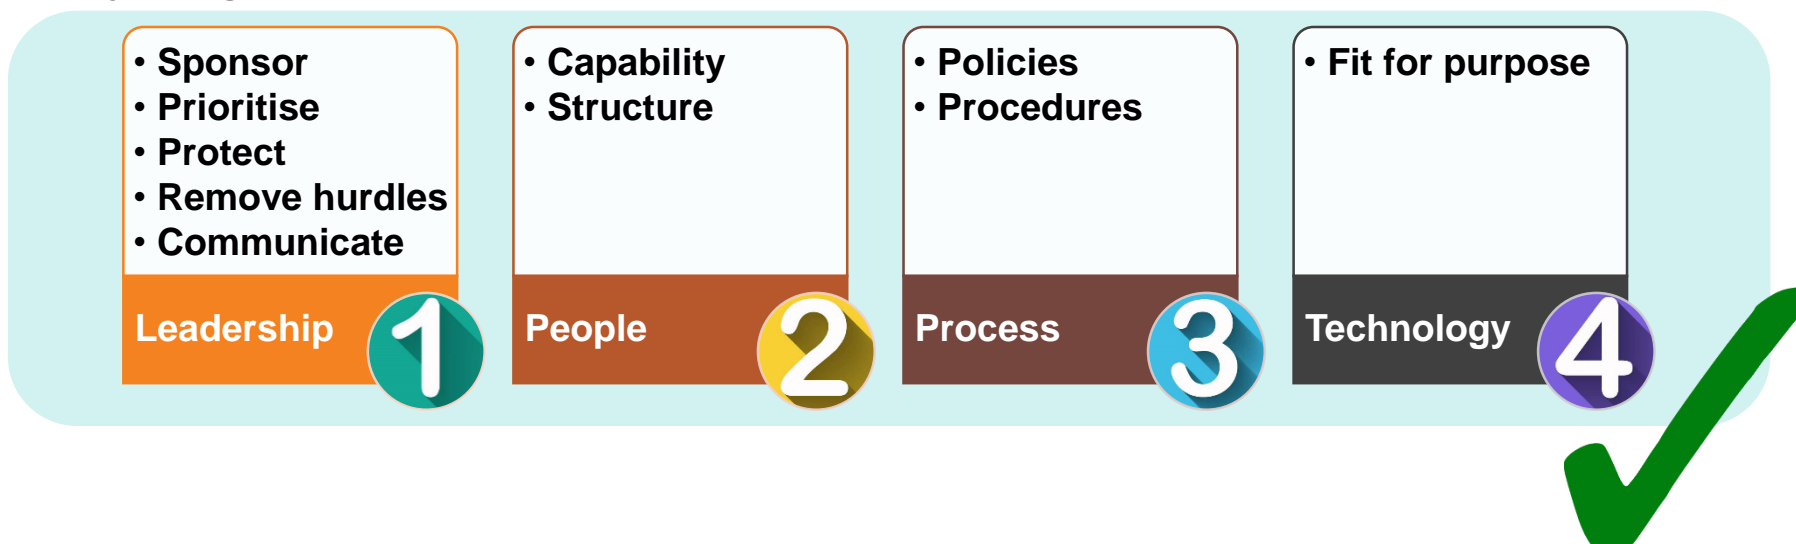 • Sponsor
• Prioritise
• Protect
• Remove hurdles
• Communicate
Leadership 1
• Capability
• Structure
People 2
• Policies
• Procedures
Process 3
• Fit for purpose
Technology 4